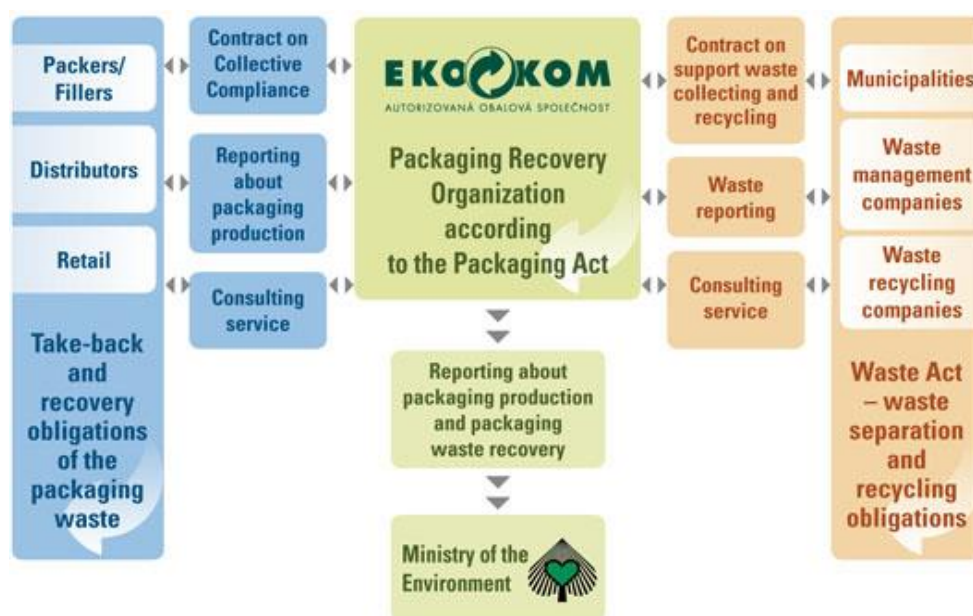 Packers/
Fillers
Distributors
Retail
Take-back
and
recovery
obligations
of the
packaging
waste
Contract on
Collective
Compliance
Reporting
about
packaging
production
Consulting
service
EKO KOM
AUTORIZOVANÁ OBALOVÁ SPOLEČNOST
Packaging Recovery
Organization
according
to the Packaging Act
Reporting about
packaging production
and packaging
waste recovery
Ministry of the
Environment
Contract on
support waste
collecting and
recycling
Waste
reporting
Consulting
service
Municipalities
Waste
management
companies
Waste
recycling
companies
Waste Act
– waste
separation
and
recycling
obligations